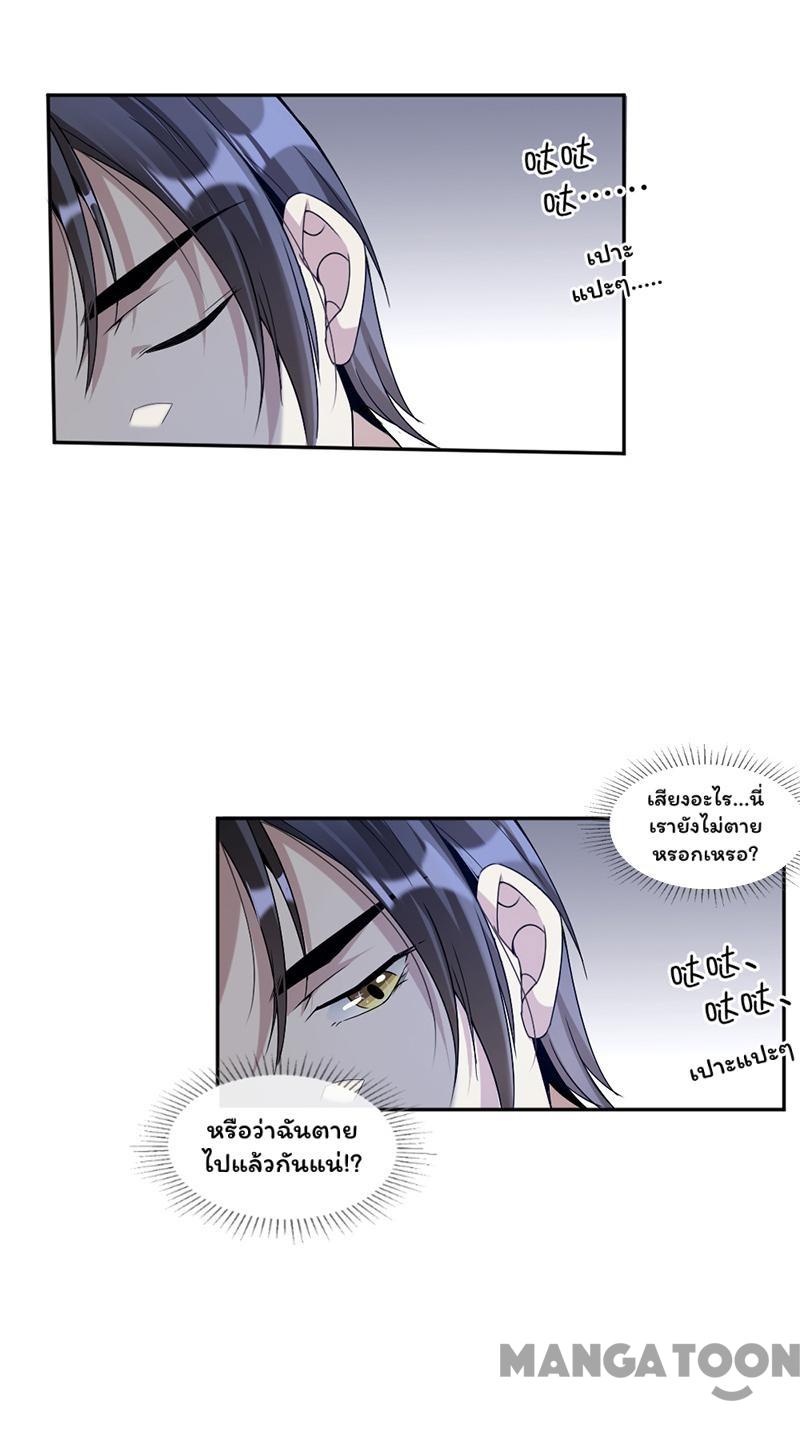 哒哒
哒……
เปาะ
แปะๆ.....
เสียงอะไร...นี่
เรายังไม่ตาย
หรอกเหรอ?
哒哒、
哒哒、
เปาะแปะๆ
หรือว่าฉันตาย
ไปแล้วกันแน่!?
MANGATOON